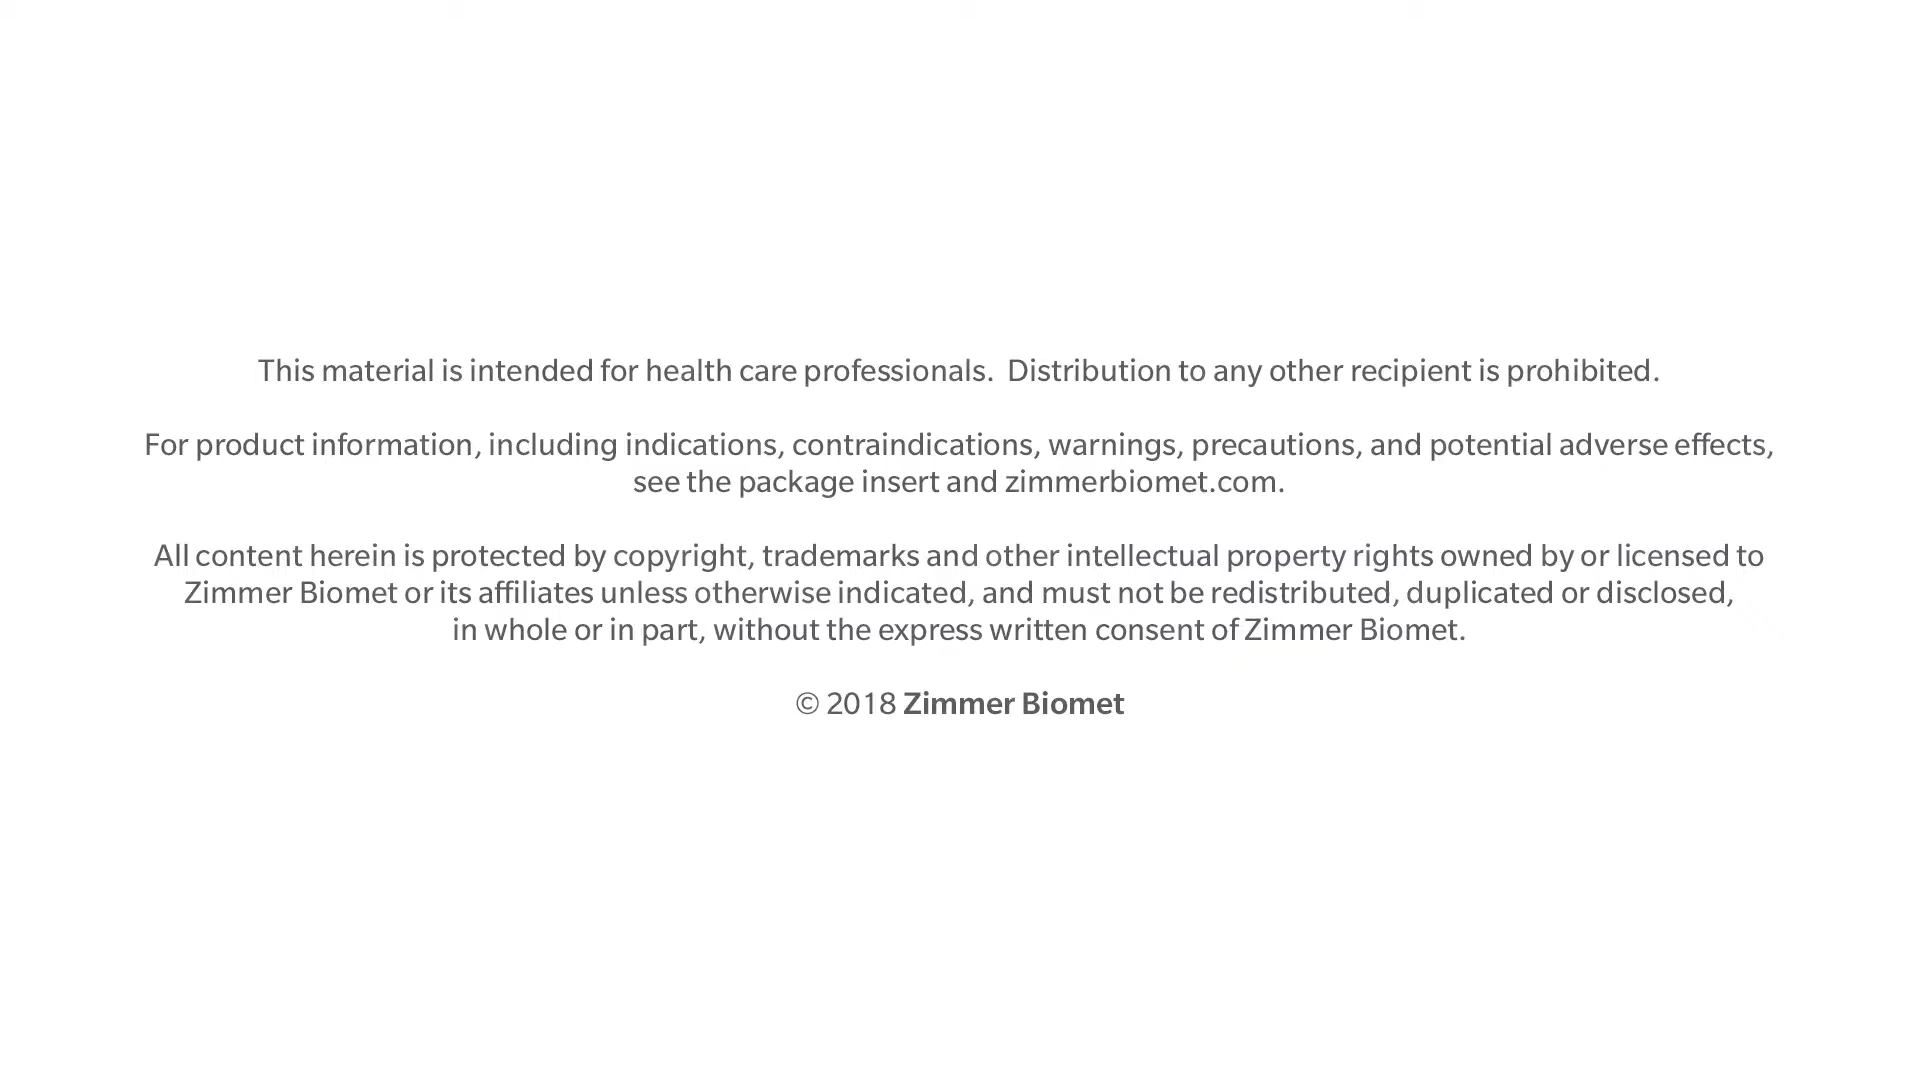 This material is intended for health care professionals.  Distribution to any other recipient is prohibited.
For product information, including indications, contraindications, warnings, precautions, and potential adverse effects,
see the package insert and zimmerbiomet.com.
All content herein is protected by copyright, trademarks and other intellectual property rights owned by or licensed to
Zimmer Biomet or its affiliates unless otherwise indicated, and must not be redistributed, duplicated or disclosed,
in whole or in part, without the express written consent of Zimmer Biomet.
© 2018 Zimmer Biomet